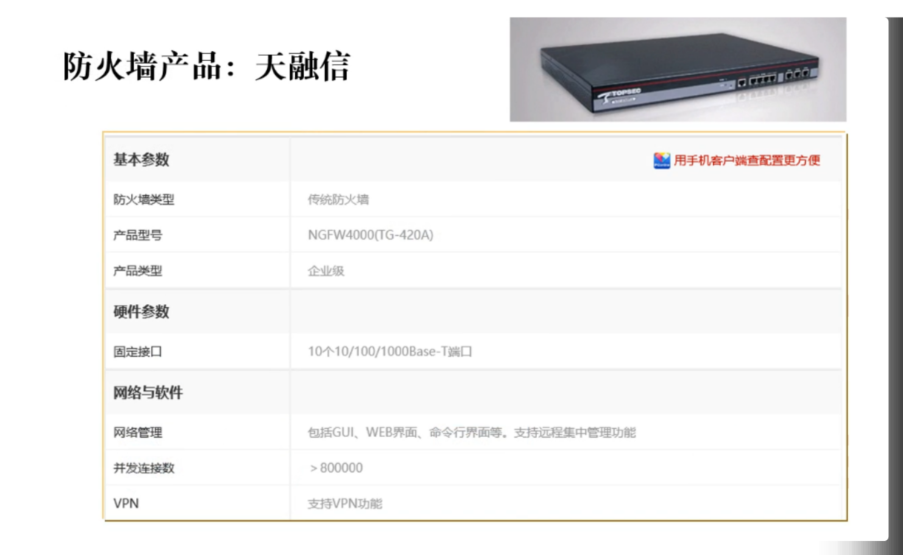 防火墙产品：天融信
TOPSEC
基本参数
用手机客户端查配置更方便
防火墙类型 传统防火墙
产品型号 NGFW4000(TG-420A)
产品类型 企业级
硬件参数
固定接口 10个10/100/1000Base-T端口
网络与软件
网络管理 包括GUI、WEB界面、命令行界面等。支持远程集中管理功能
并发连接数 ＞800000
VPN 支持VPN功能